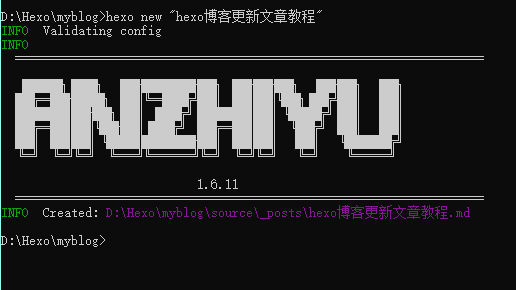 D:\Hexo\myblog>hexo new "hexo博客更新文章教程"
INFO  Validating config
INFO
ANZHIYU
1.6.11
INFO  Created: D:\Hexo\myblog\source\_posts\hexo博客更新文章教程.md
D:\Hexo\myblog>